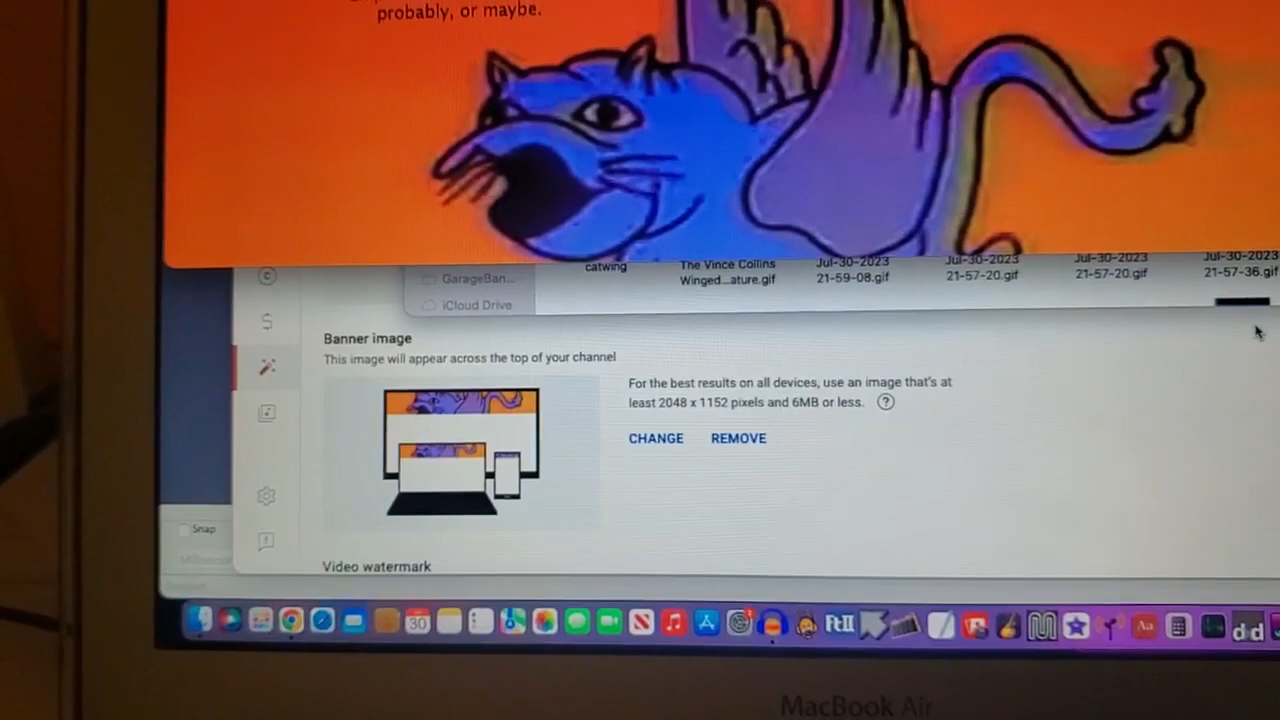 probably, or maybe.
catwing
The Vince Collins
Winged...ature.gif
Jul-30-2023
21-59-08.gif
Jul-30-2023
21-57-20.gif
Jul-30-2023
21-57-20.gif
Jul-30-2023
21-57-36.gif
GarageBan...
iCloud Drive
Banner image
This image will appear across the top of your channel
For the best results on all devices, use an image that's at
least 2048 x 1152 pixels and 6MB or less.
CHANGE REMOVE
Snap
Video watermark
30
FtII
Aa
dd
MacBook Air